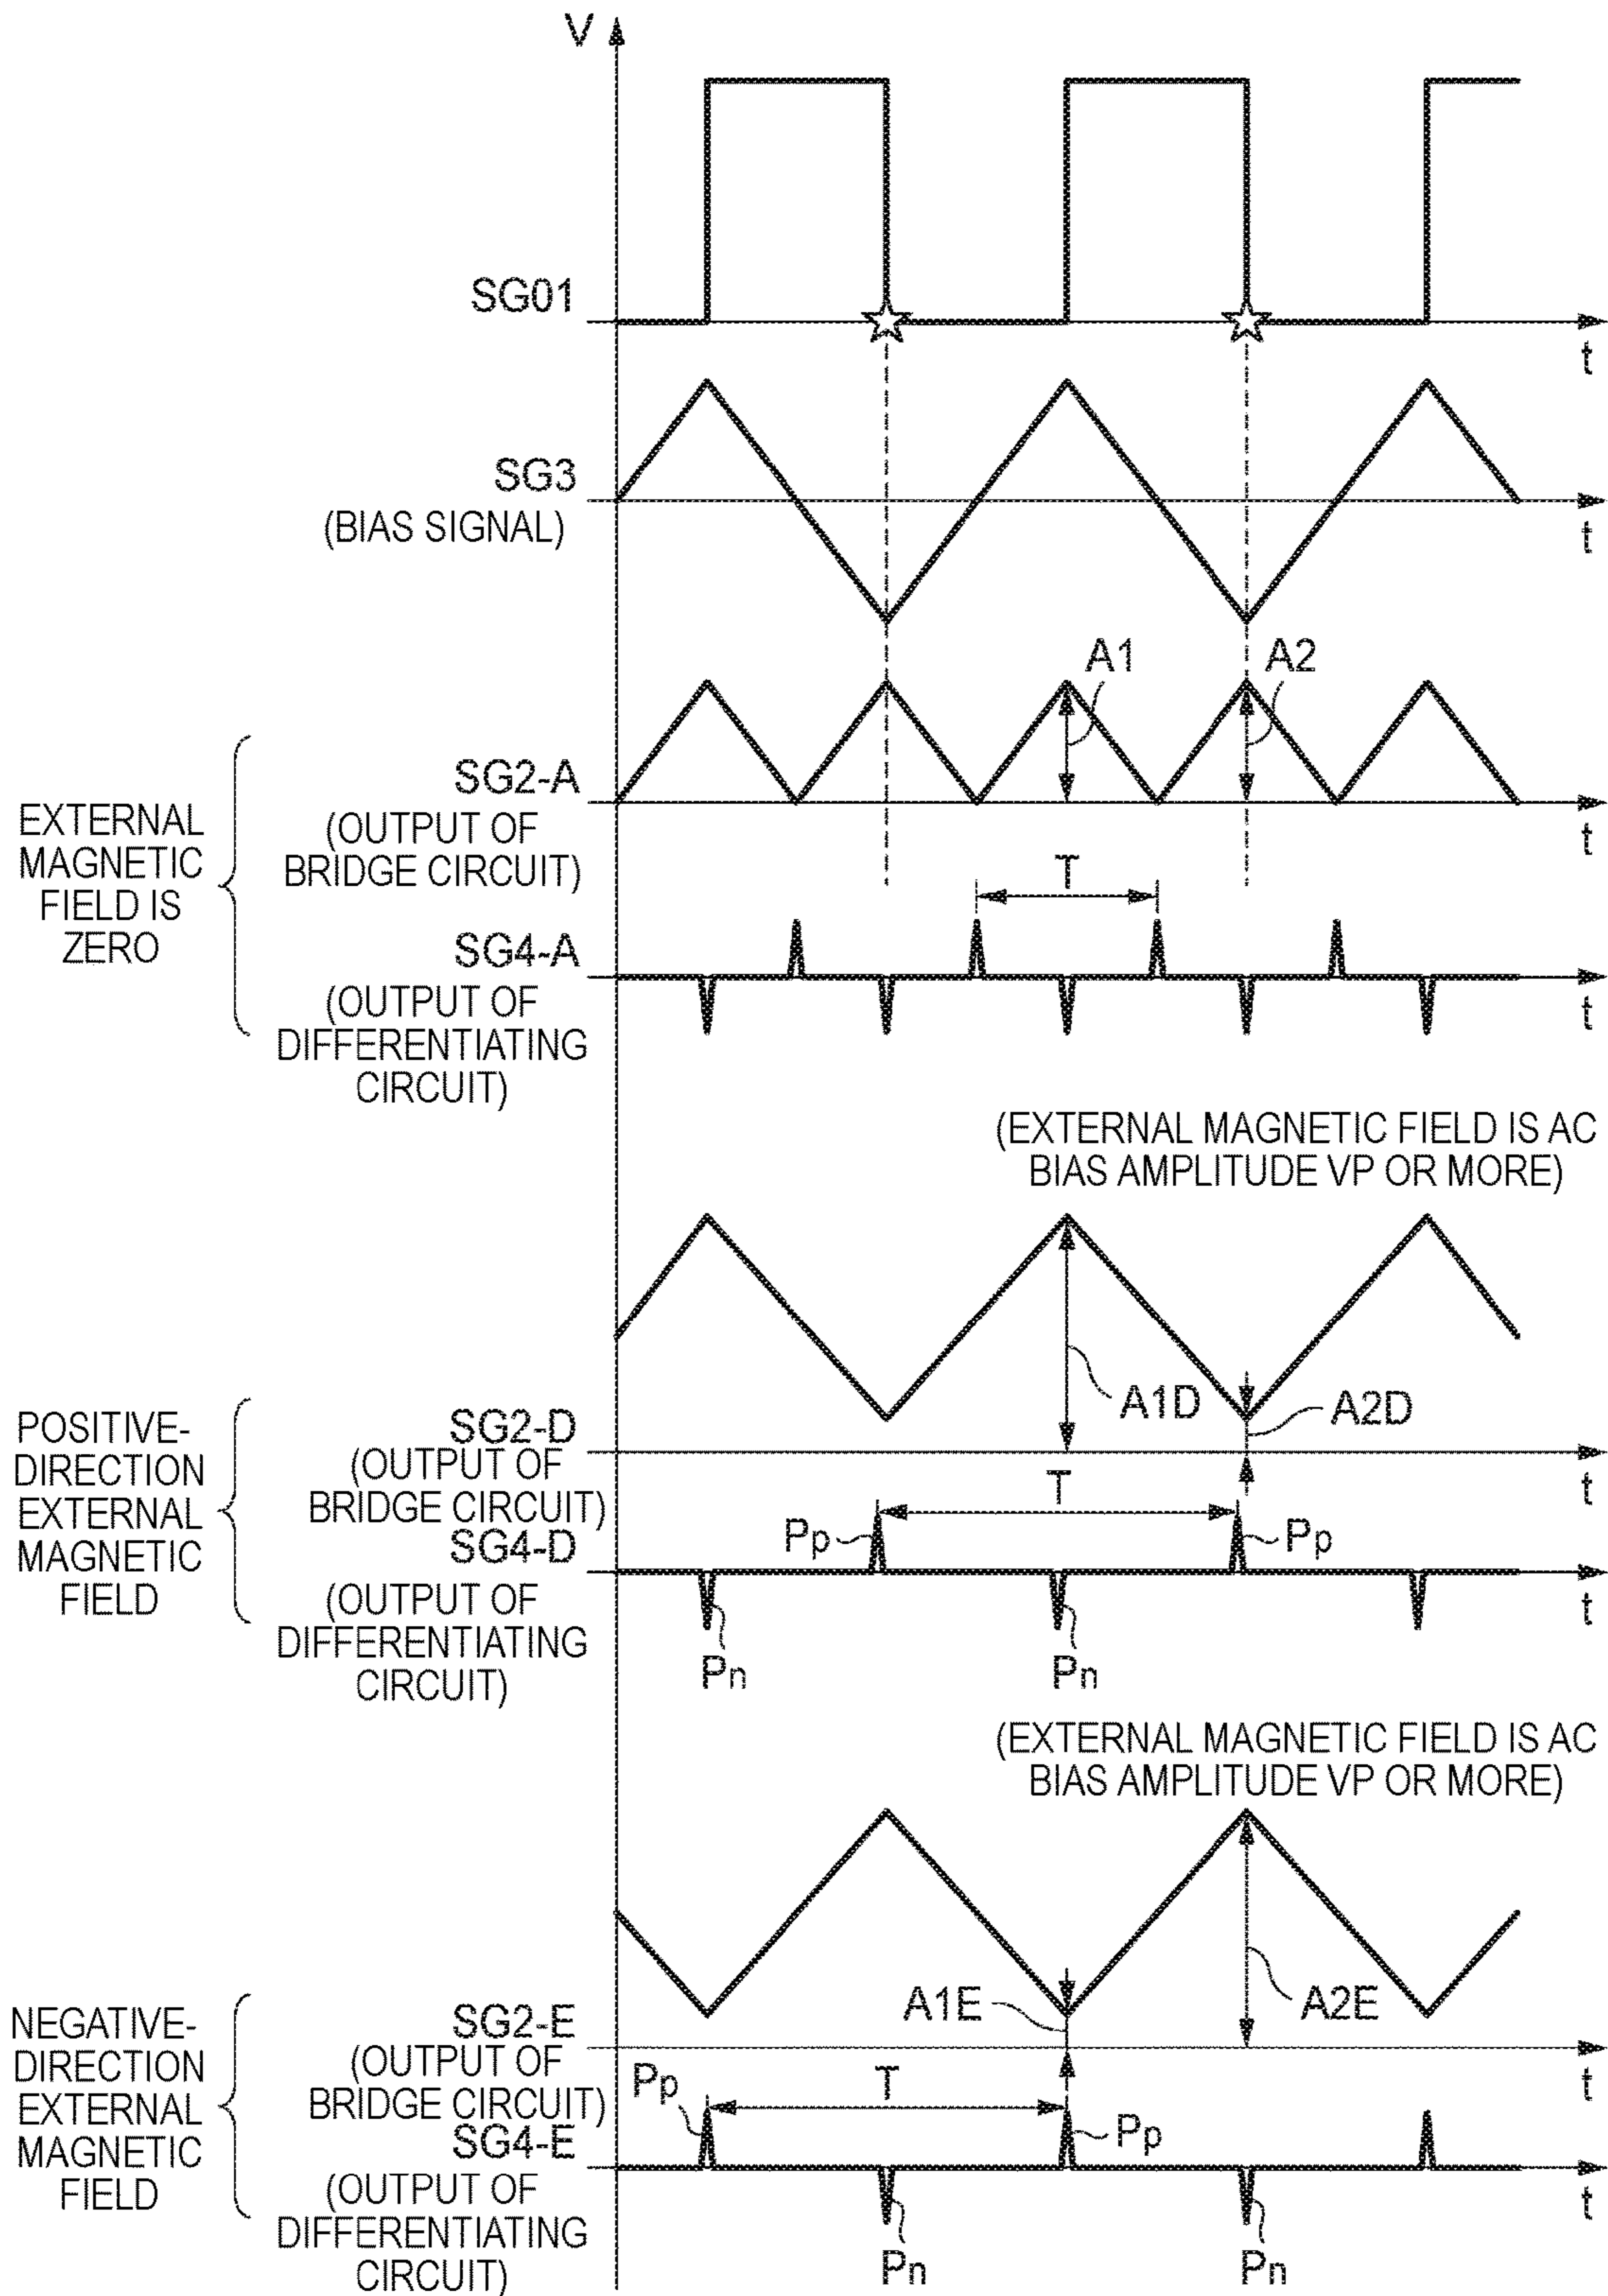 V
SG01
t
SG3
(BIAS SIGNAL)
t
A1
A2
SG2-A
(OUTPUT OF
BRIDGE CIRCUIT)
t
EXTERNAL
MAGNETIC
FIELD IS
ZERO
T
SG4-A
(OUTPUT OF
DIFFERENTIATING
CIRCUIT)
t
(EXTERNAL MAGNETIC FIELD IS AC
BIAS AMPLITUDE VP OR MORE)
A1D
A2D
SG2-D
(OUTPUT OF
BRIDGE CIRCUIT)
t
POSITIVE-
DIRECTION
EXTERNAL
MAGNETIC
FIELD
T
Pp
Pp
SG4-D
(OUTPUT OF
DIFFERENTIATING
CIRCUIT)
t
Pn
Pn
(EXTERNAL MAGNETIC FIELD IS AC
BIAS AMPLITUDE VP OR MORE)
A1E
A2E
SG2-E
(OUTPUT OF
BRIDGE CIRCUIT)
t
NEGATIVE-
DIRECTION
EXTERNAL
MAGNETIC
FIELD
Pp
T
Pp
SG4-E
(OUTPUT OF
DIFFERENTIATING
CIRCUIT)
t
Pn
Pn